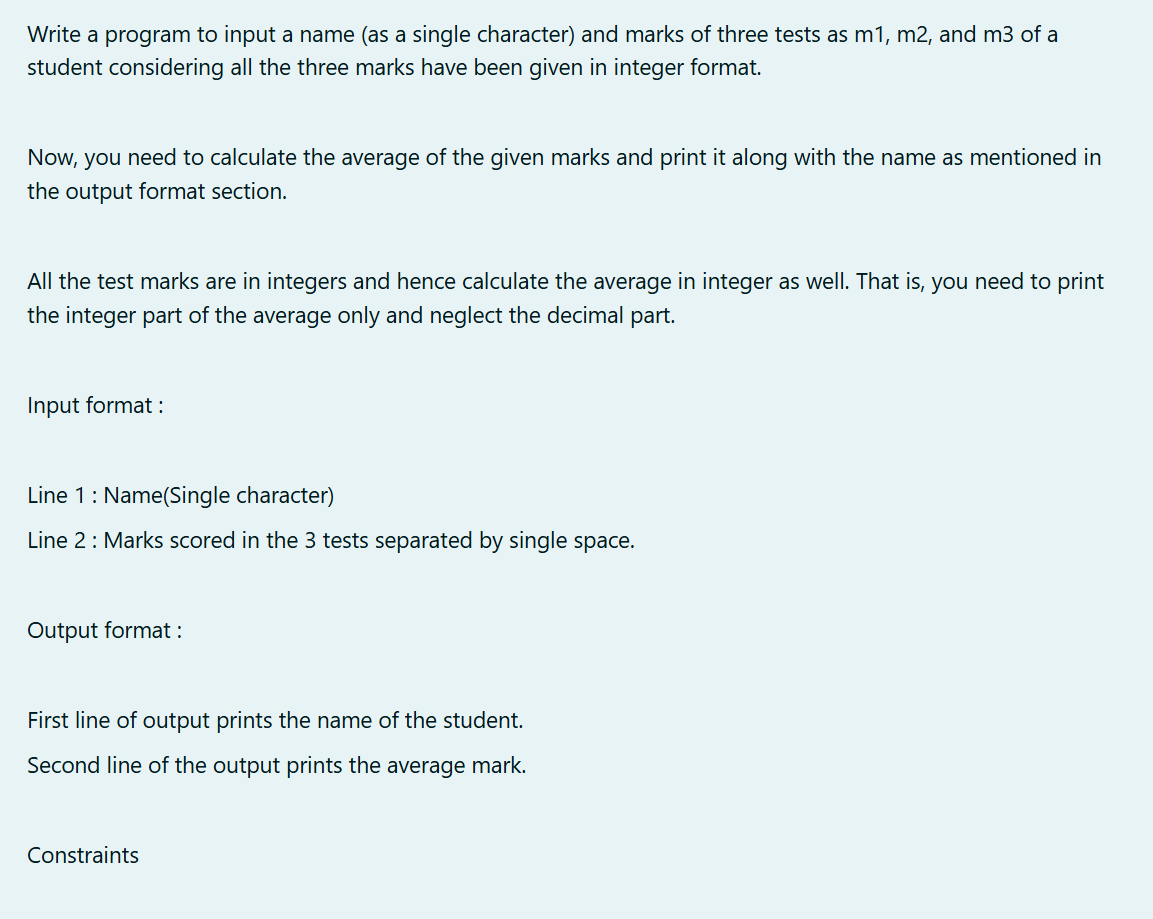 Write a program to input a name (as a single character) and marks of three tests as m1, m2, and m3 of a
student considering all the three marks have been given in integer format.
Now, you need to calculate the average of the given marks and print it along with the name as mentioned in
the output format section.
All the test marks are in integers and hence calculate the average in integer as well. That is, you need to print
the integer part of the average only and neglect the decimal part.
Input format :
Line 1 : Name(Single character)
Line 2 : Marks scored in the 3 tests separated by single space.
Output format :
First line of output prints the name of the student.
Second line of the output prints the average mark.
Constraints